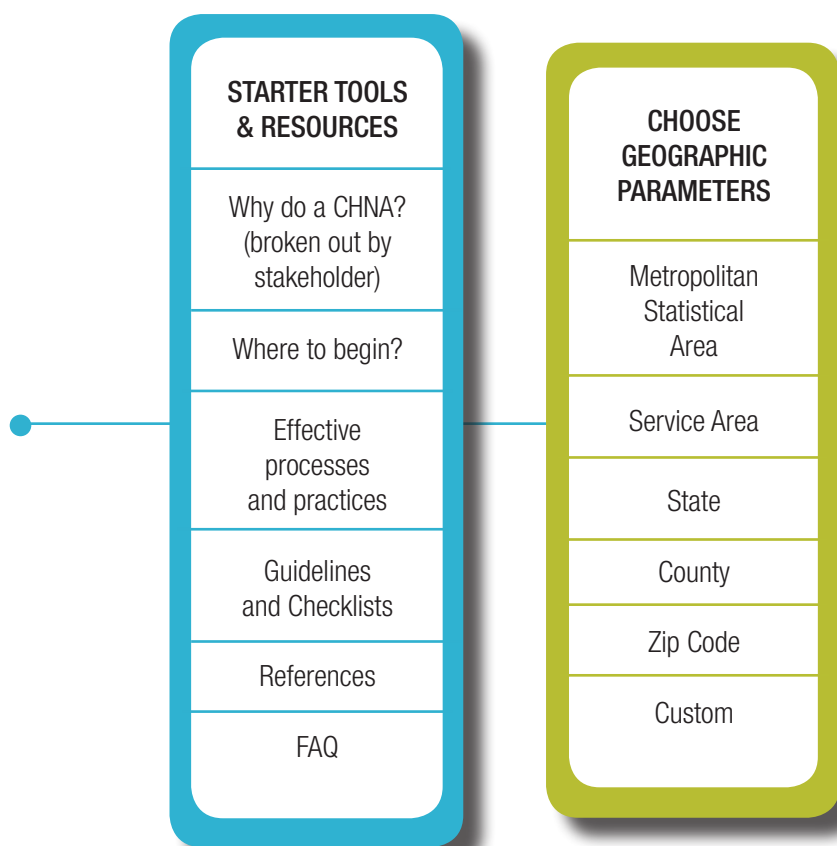 STARTER TOOLS
& RESOURCES
Why do a CHNA?
(broken out by
stakeholder)
Where to begin?
Effective
processes
and practices
Guidelines
and Checklists
References
FAQ
CHOOSE
GEOGRAPHIC
PARAMETERS
Metropolitan
Statistical
Area
Service Area
State
County
Zip Code
Custom